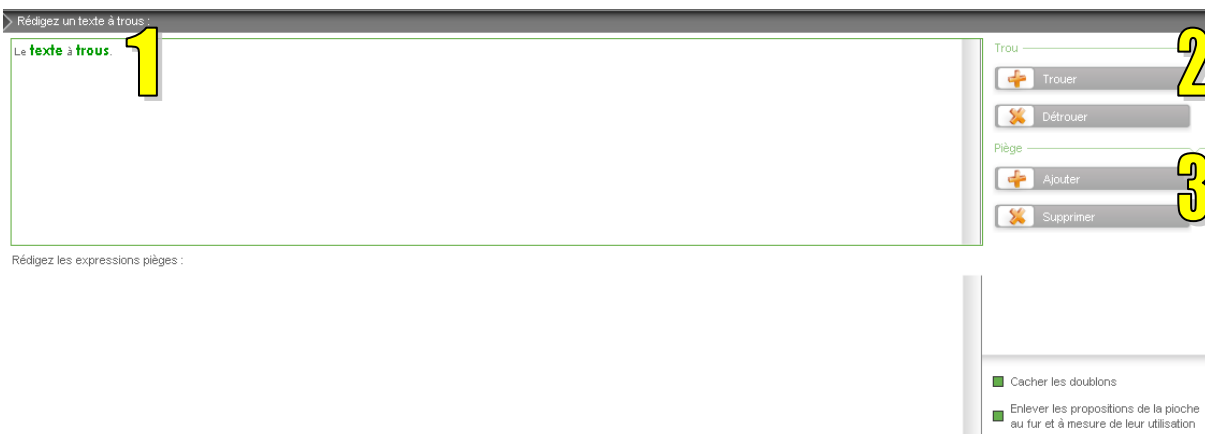 Rédigez un texte à trous :
1
Le texte à trous.
Trou
2
Trouer
Détrouer
Piège
3
Ajouter
Supprimer
Rédigez les expressions pièges :
Cacher les doublons
Enlever les propositions de la pioche
au fur et à mesure de leur utilisation